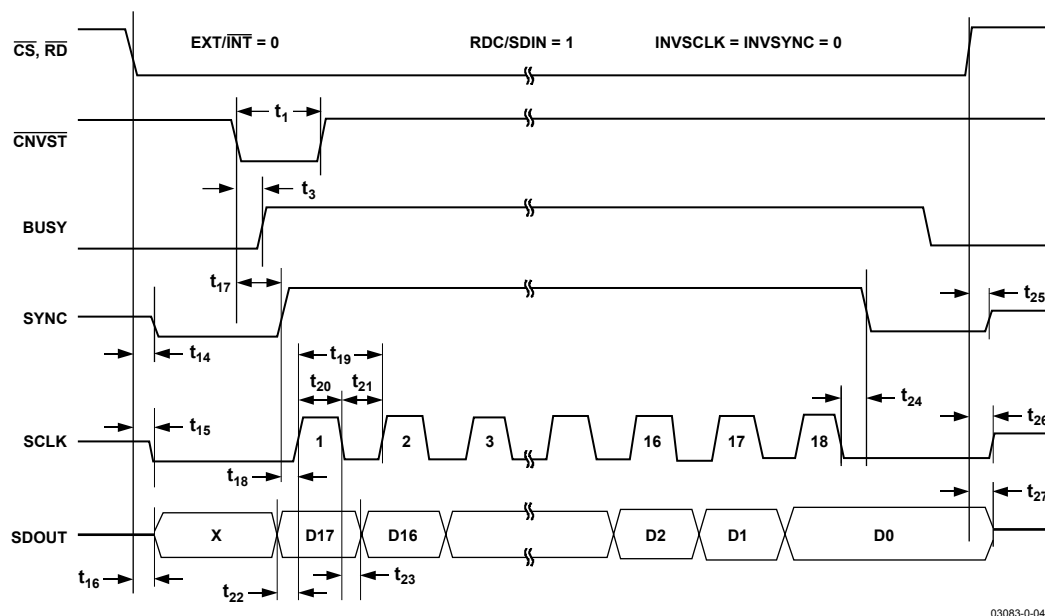 EXT/INT = 0 RDC/SDIN = 1 INVSCLK = INVSYNC = 0
CS, RD
t1
CNVST
t3
BUSY
t17
t25
SYNC
t14
t19
t20 t21
t24
t15
t26
SCLK 1 2 3 16 17 18
t18
t27
SDOUT X D17 D16 D2 D1 D0
t16
t22
t23
03083-0-04